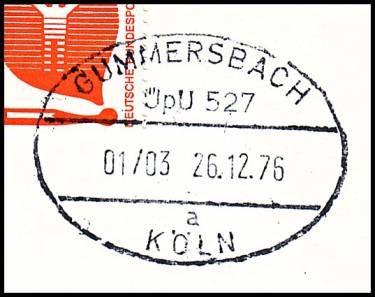 DEUTSCHE BUNDESPO
GUMMERSBACH
ÜpU 527
01/03 26.12.76
a
KÖLN